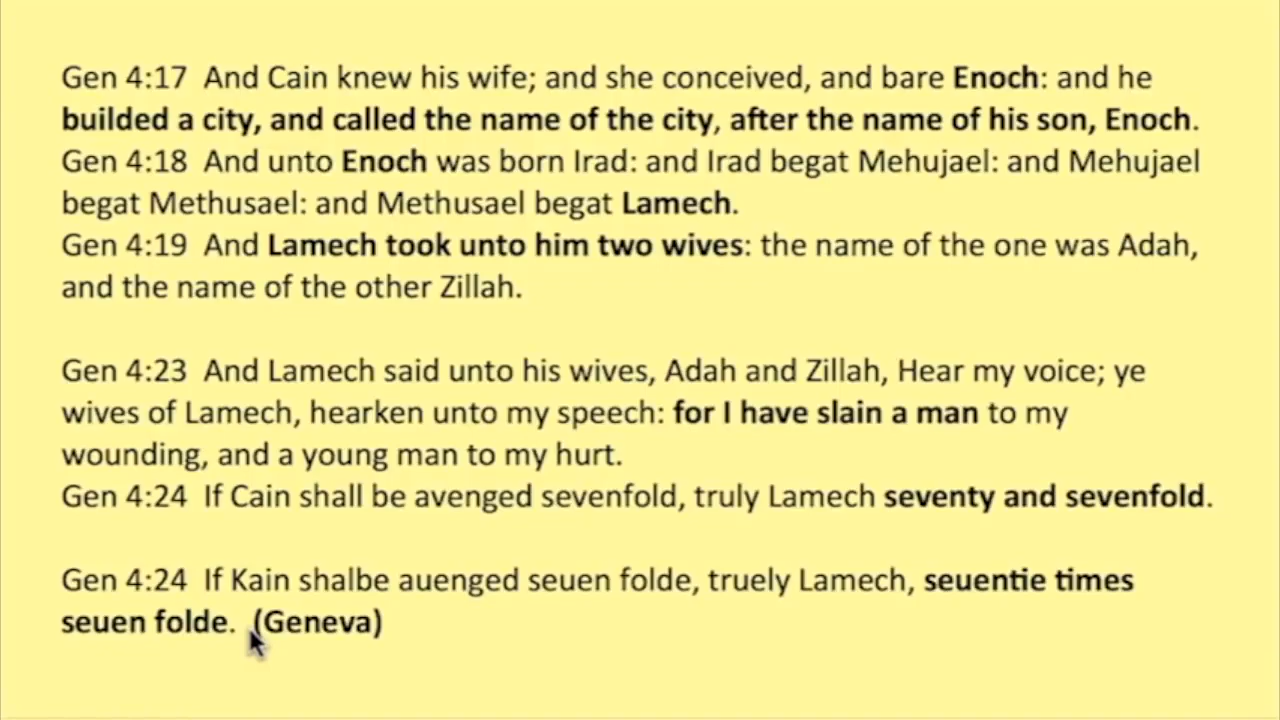 Gen 4:17 And Cain knew his wife; and she conceived, and bare Enoch: and he
builded a city, and called the name of the city, after the name of his son, Enoch.
Gen 4:18 And unto Enoch was born Irad: and Irad begat Mehujael: and Mehujael
begat Methusael: and Methusael begat Lamech.
Gen 4:19 And Lamech took unto him two wives: the name of the one was Adah,
and the name of the other Zillah.
Gen 4:23 And Lamech said unto his wives, Adah and Zillah, Hear my voice; ye
wives of Lamech, hearken unto my speech: for I have slain a man to my
wounding, and a young man to my hurt.
Gen 4:24 If Cain shall be avenged sevenfold, truly Lamech seventy and sevenfold.
Gen 4:24 If Kain shalbe auenged seuen folde, truely Lamech, seuentie times
seuen folde. (Geneva)